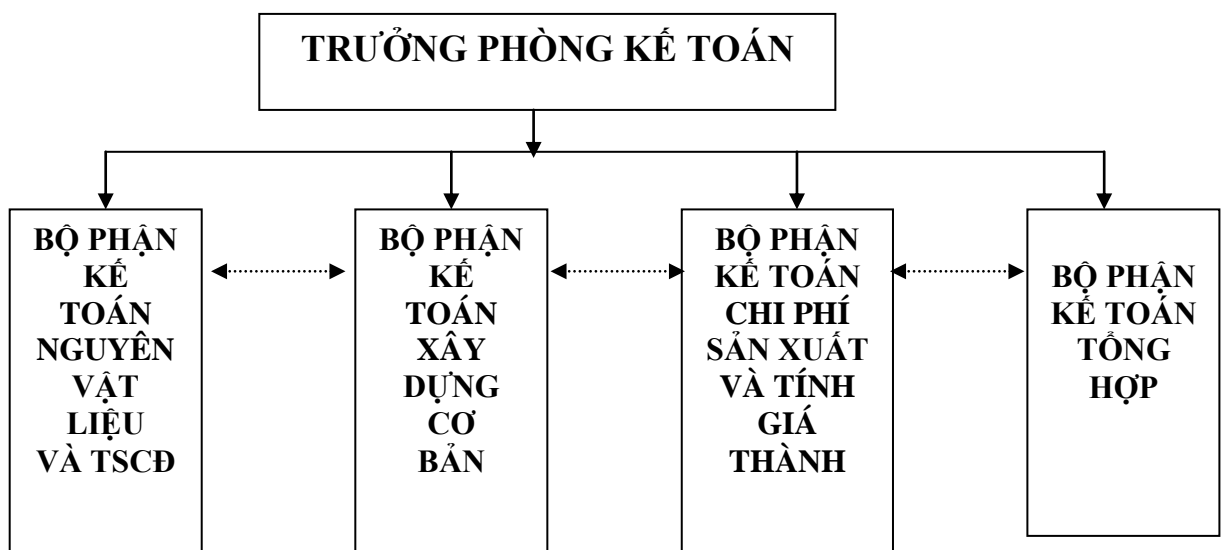 TRƯỞNG PHÒNG KẾ TOÁN
BỘ PHẬN
KẾ
TOÁN
NGUYÊN
VẬT
LIỆU
VÀ TSCĐ
BỘ PHẬN
KẾ
TOÁN
XÂY
DỰNG
CƠ
BẢN
BỘ PHẬN
KẾ TOÁN
CHI PHÍ
SẢN XUẤT
VÀ TÍNH
GIÁ
THÀNH
BỘ PHẬN
KẾ TOÁN
TỔNG
HỢP